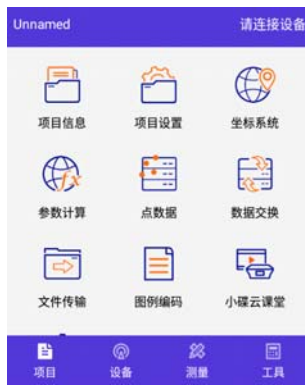 Unnamed 请连接设备
项目信息 项目设置 坐标系统
参数计算 点数据 数据交换
文件传输 图例编码 小碟云课堂
项目 设备 测量 工具